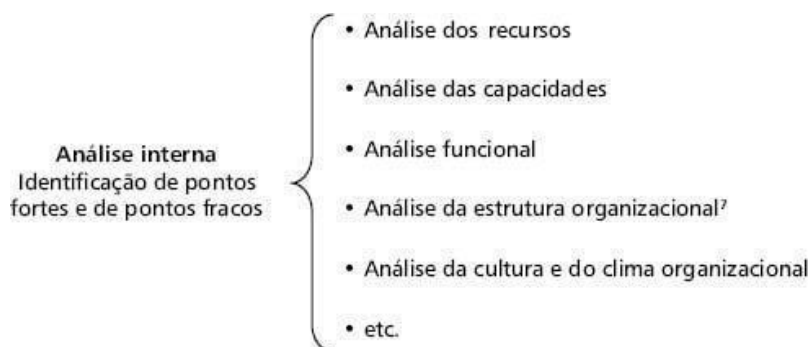 Análise interna
Identificação de pontos
fortes e de pontos fracos
• Análise dos recursos
• Análise das capacidades
• Análise funcional
• Análise da estrutura organizacional⁷
• Análise da cultura e do clima organizacional
• etc.